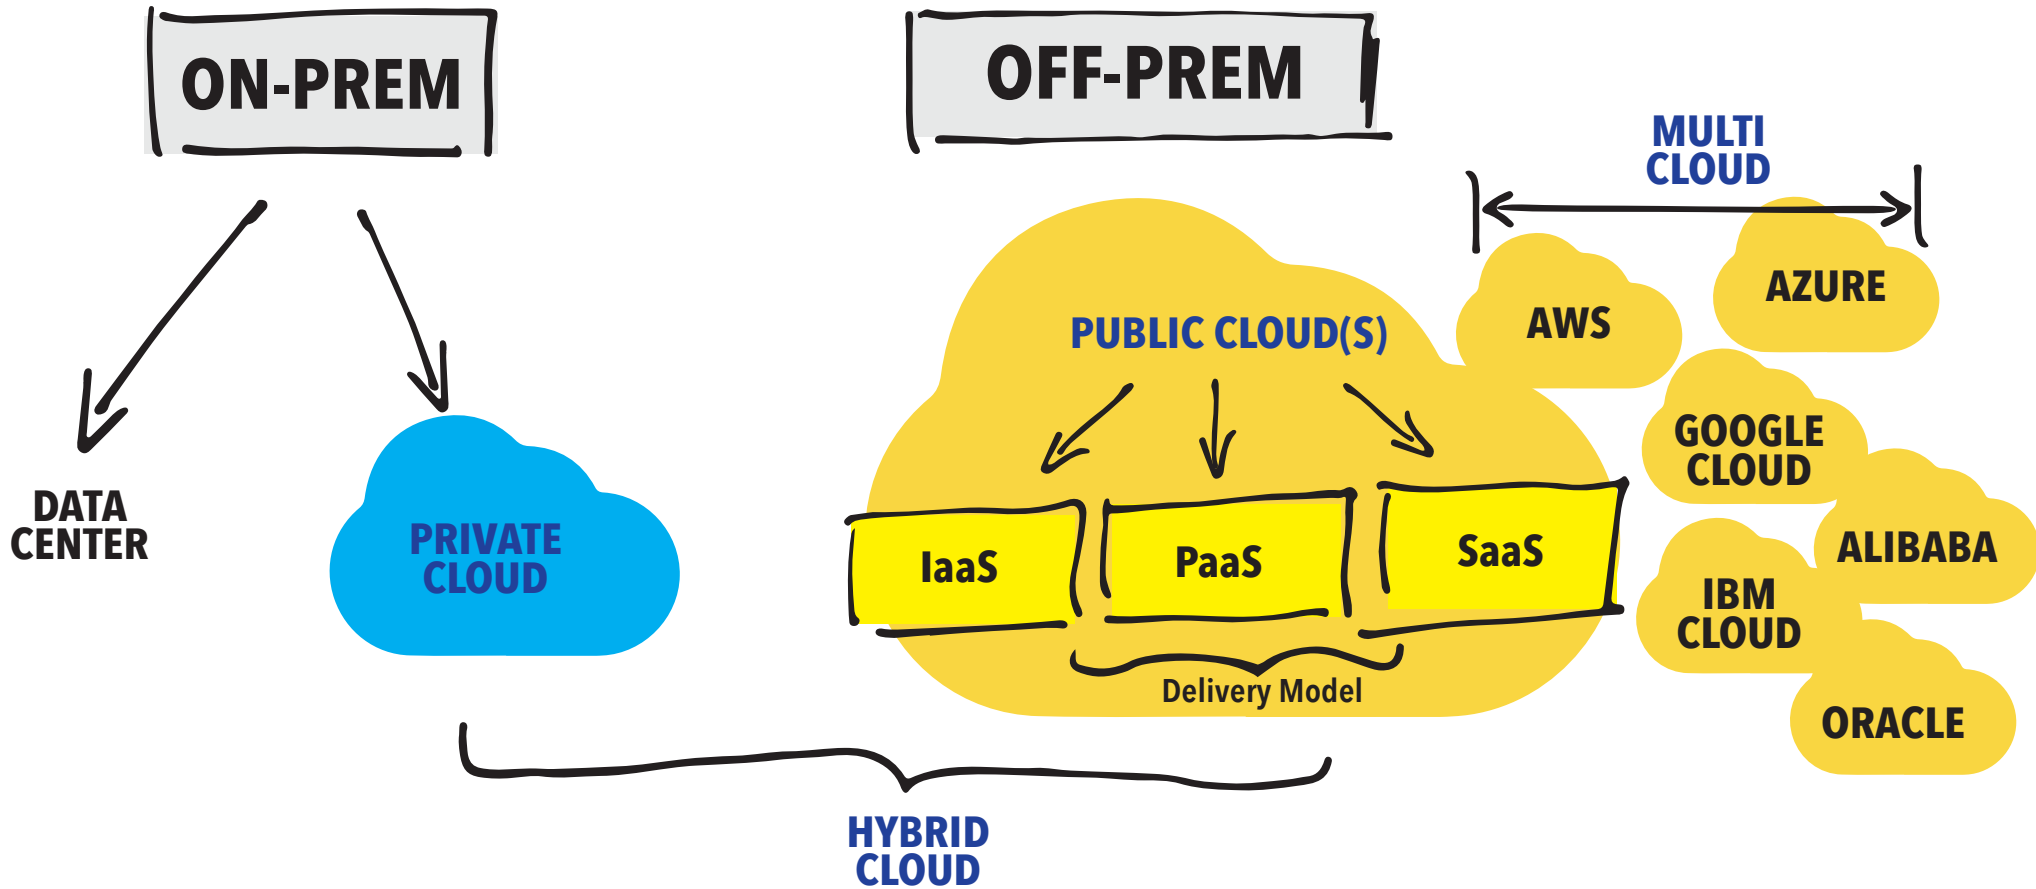 ON-PREM
OFF-PREM
MULTI
CLOUD
DATA
CENTER
PRIVATE
CLOUD
PUBLIC CLOUD(S)
IaaS
PaaS
SaaS
Delivery Model
AWS
AZURE
GOOGLE
CLOUD
ALIBABA
IBM
CLOUD
ORACLE
HYBRID
CLOUD